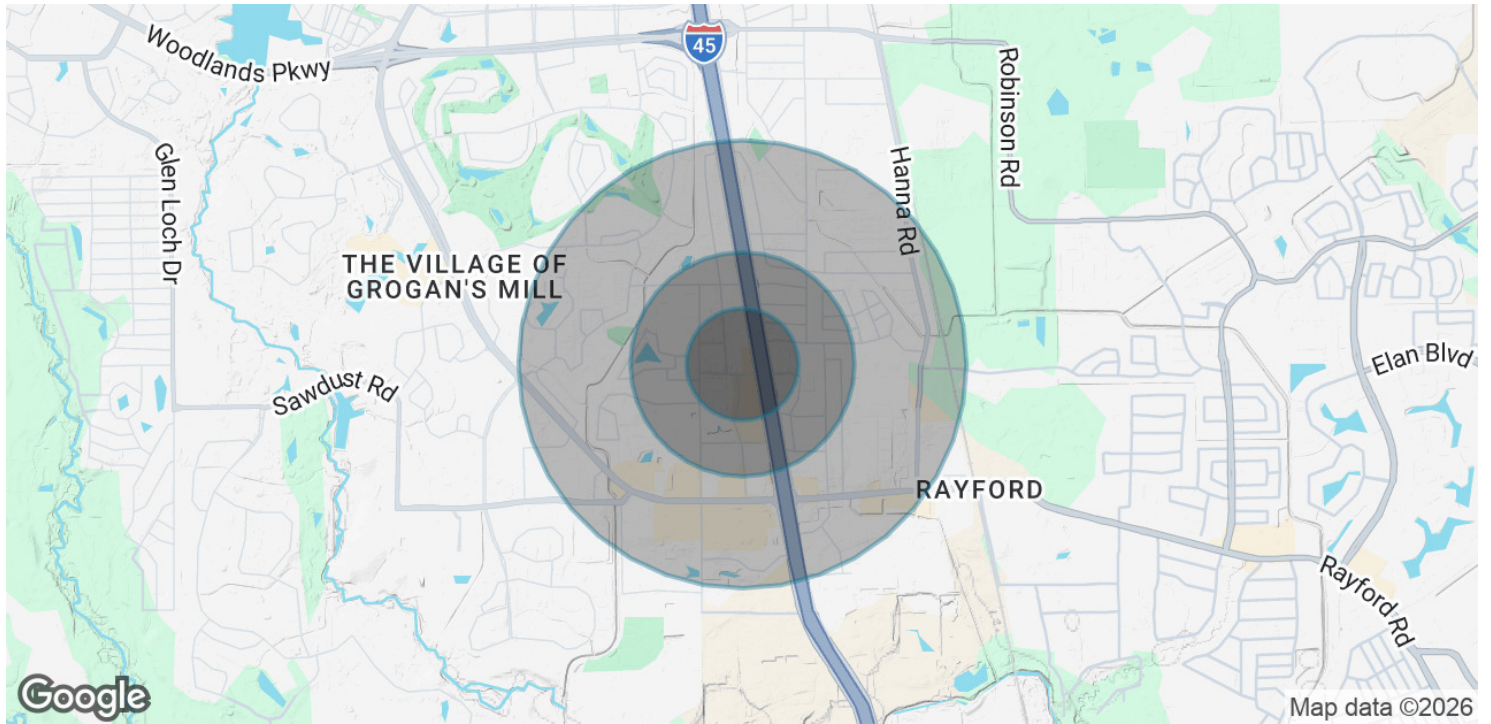 Woodlands Pkwy
45
Robinson Rd
Glen Loch Dr
Hanna Rd
THE VILLAGE OF
GROGAN'S MILL
Elan Blvd
Sawdust Rd
RAYFORD
Rayford Rd
Google
Map data ©2026